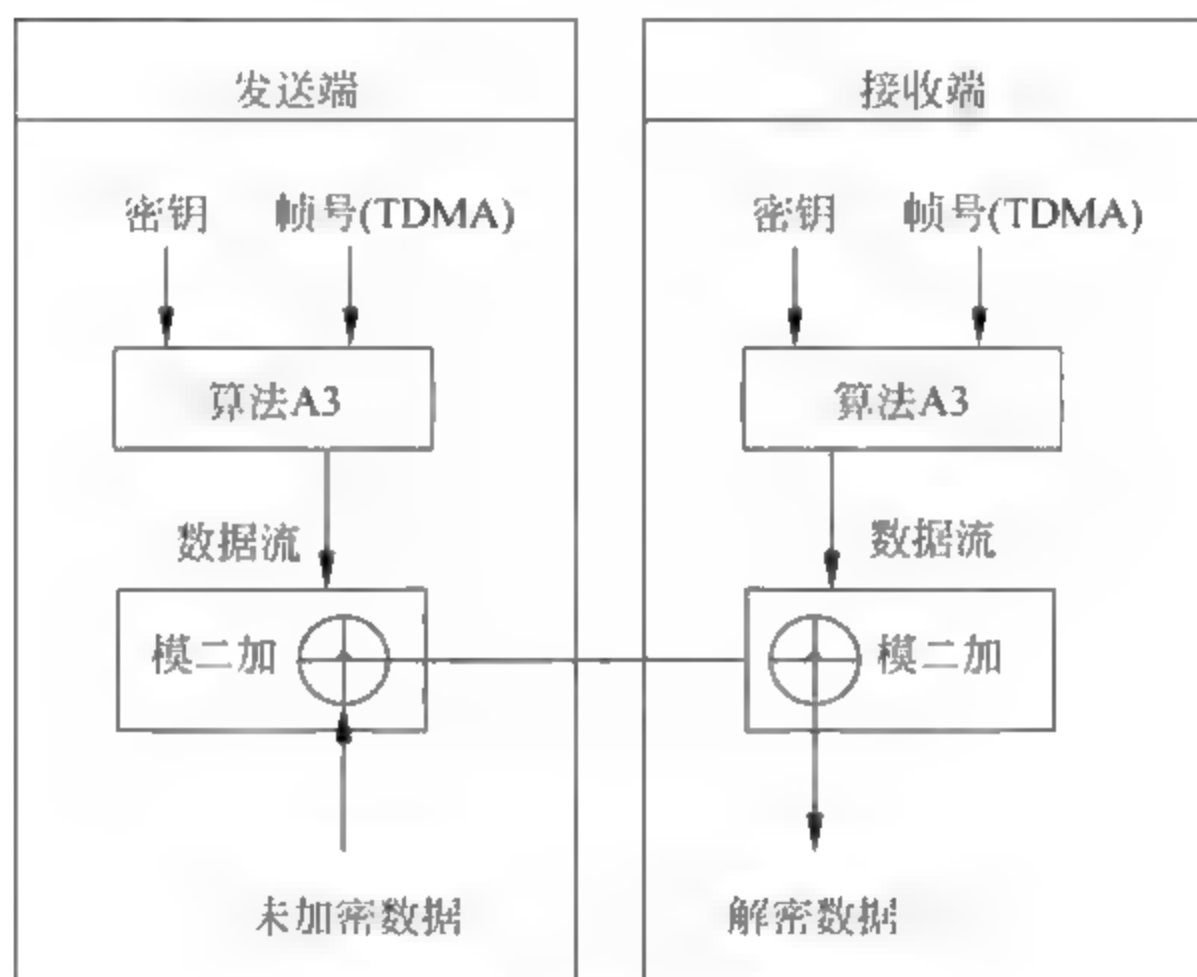 发送端
密钥 帧号(TDMA)
算法A3
数据流
模二加
未加密数据
接收端
密钥 帧号(TDMA)
算法A3
数据流
模二加
解密数据